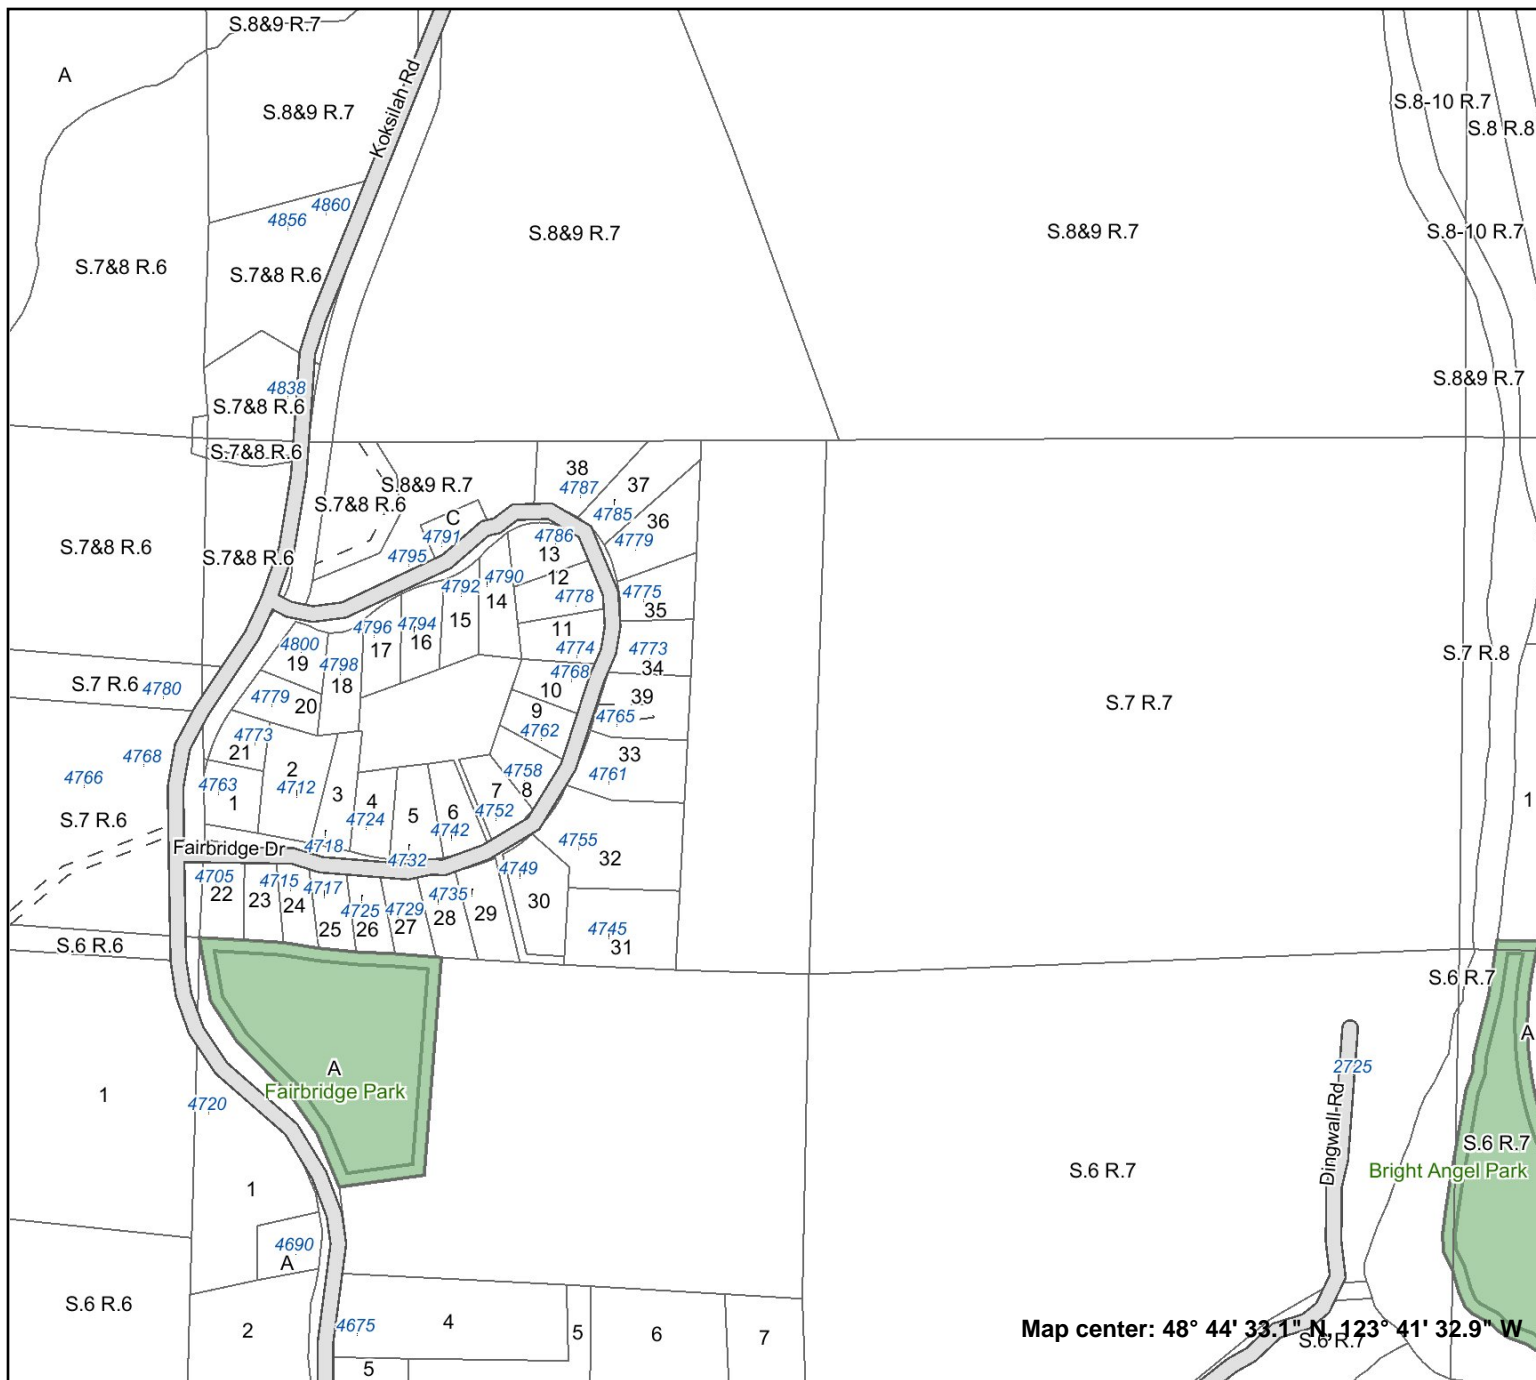 S.8&9 R.7
A
S.8&9 R.7
Koksilah Rd
S.8-10 R.7
S.8 R.8
4860
4856
S.8&9 R.7
S.8&9 R.7
S.8-10 R.7
S.7&8 R.6
S.7&8 R.6
S.8&9 R.7
4838
S.7&8 R.6
S.7&8 R.6
S.8&9 R.7
S.7&8 R.6
38
4787
37
4785
36
4779
C
4791
4795
4786
13
S.7&8 R.6
S.7&8 R.6
4792
4790
14
12
4778
4775
35
15
4796
17
4794
16
11
4774
4773
34
4800
19
4798
18
4768
10
39
4765
S.7 R.8
S.7 R.6
4780
4779
20
9
4762
S.7 R.7
4773
21
4768
4766
33
4761
4758
8
2
4712
4763
1
3
4
4724
5
6
4742
7
4752
1
S.7 R.6
Fairbridge Dr
4718
4732
4755
32
4749
30
4705
22
23
4715
24
4717
25
4725
26
4729
27
4735
28
29
4745
31
S.6 R.6
S.6 R.7
A
A
Fairbridge Park
2725
Dingwall Rd
1
4720
S.6 R.7
S.6 R.7
Bright Angel Park
1
4690
A
S.6 R.6
2
4675
4
5
6
7
5
Map center: 48° 44' 33.1" N, 123° 41' 32.9" W
S.6 R.7